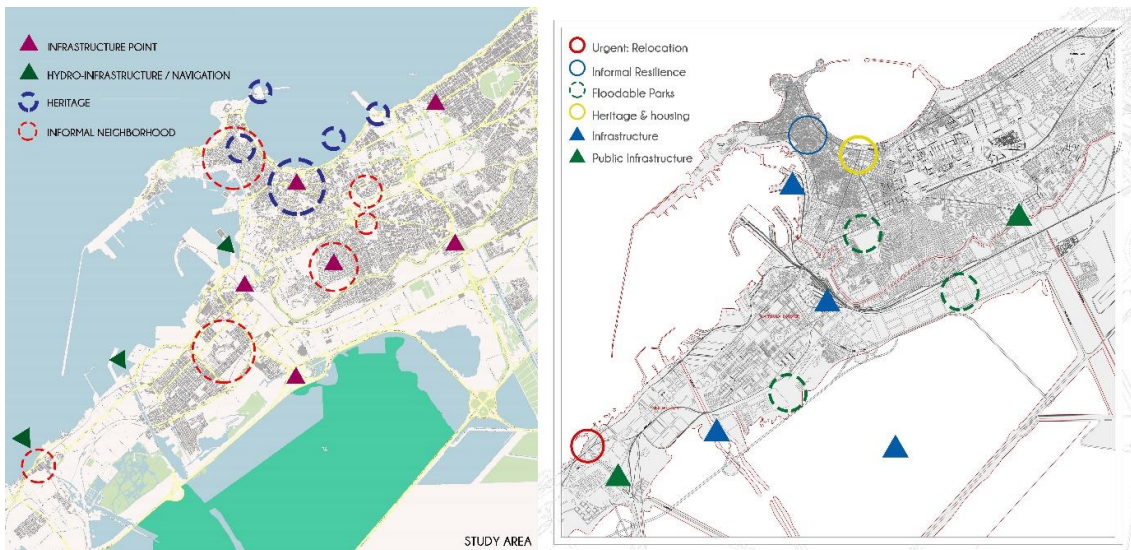 INFRASTRUCTURE POINT
HYDRO-INFRASTRUCTURE / NAVIGATION
HERITAGE
INFORMAL NEIGHBORHOOD
STUDY AREA
Urgent: Relocation
Informal Resilience
Floodable Parks
Heritage & housing
Infrastructure
Public Infrastructure